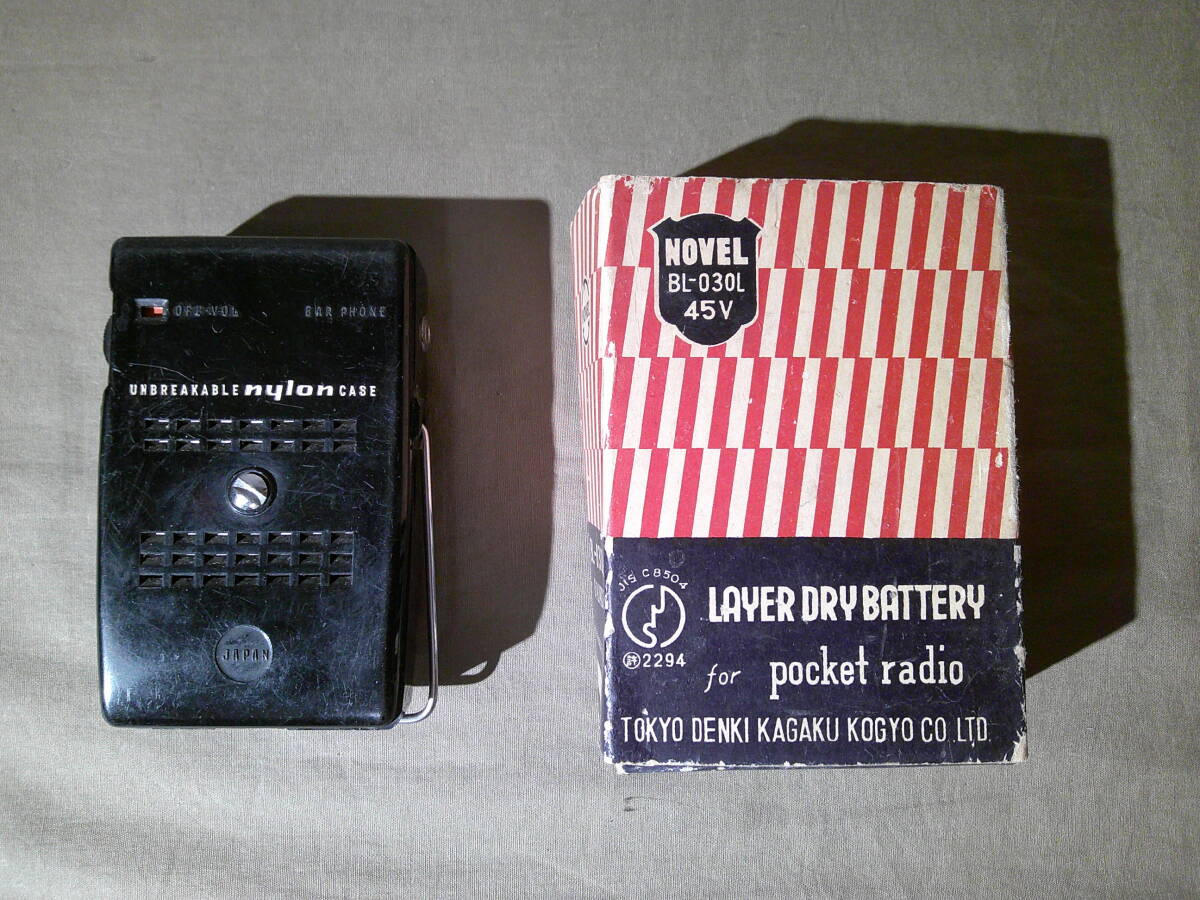 OFF-VOL
EAR PHONE
UNBREAKABLE nylon CASE
JAPAN
NOVEL
BL-030L
45V
JIS C8504
許 2294
LAYER DRY BATTERY
for pocket radio
TOKYO DENKI KAGAKU KOGYO CO.LTD.